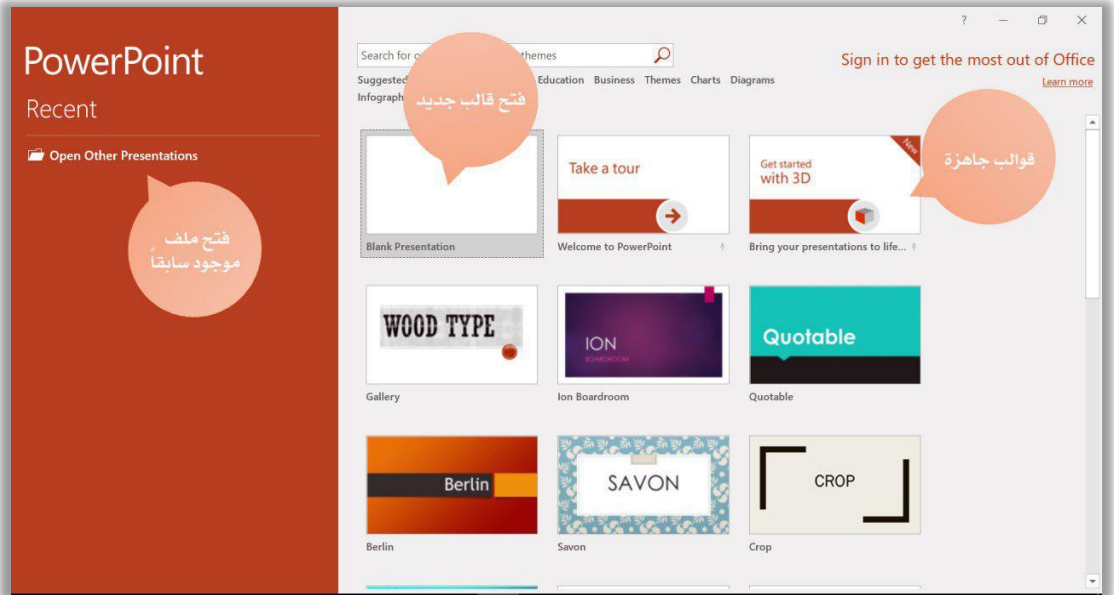 PowerPoint
Recent
Open Other Presentations
فتح ملف
موجود سابقاً
Search for o
themes
Suggested
Education Business Themes Charts Diagrams
Infograph
فتح قالب جديد
?
Sign in to get the most out of Office
Learn more
قوالب جاهزة
Blank Presentation
Take a tour
Welcome to PowerPoint
Get started
with 3D
New
Bring your presentations to life...
WOOD TYPE
Gallery
ION
BOARDROOM
Ion Boardroom
Quotable
Quotable
Berlin
Berlin
SAVON
Savon
CROP
Crop